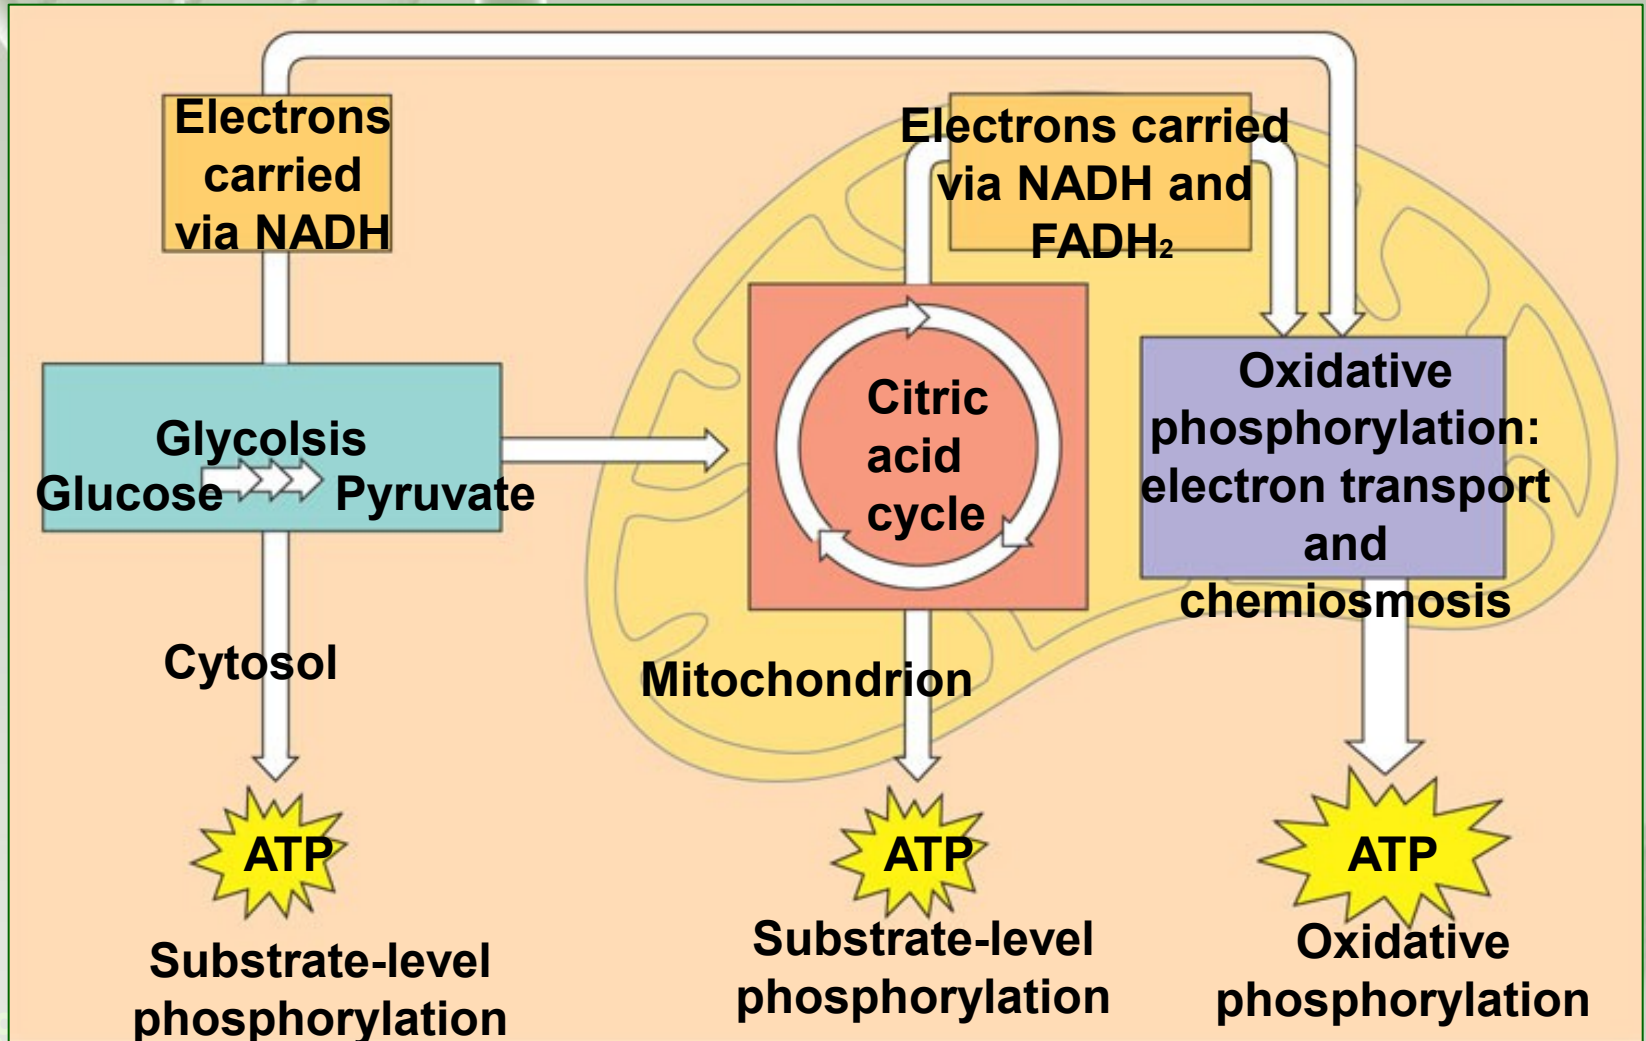 Electrons
carried
via NADH
Electrons carried
via NADH and
FADH₂
Glycolsis
Glucose Pyruvate
Citric
acid
cycle
Oxidative
phosphorylation:
electron transport
and
chemiosmosis
Cytosol
Mitochondrion
ATP
ATP
ATP
Substrate-level
phosphorylation
Substrate-level
phosphorylation
Oxidative
phosphorylation